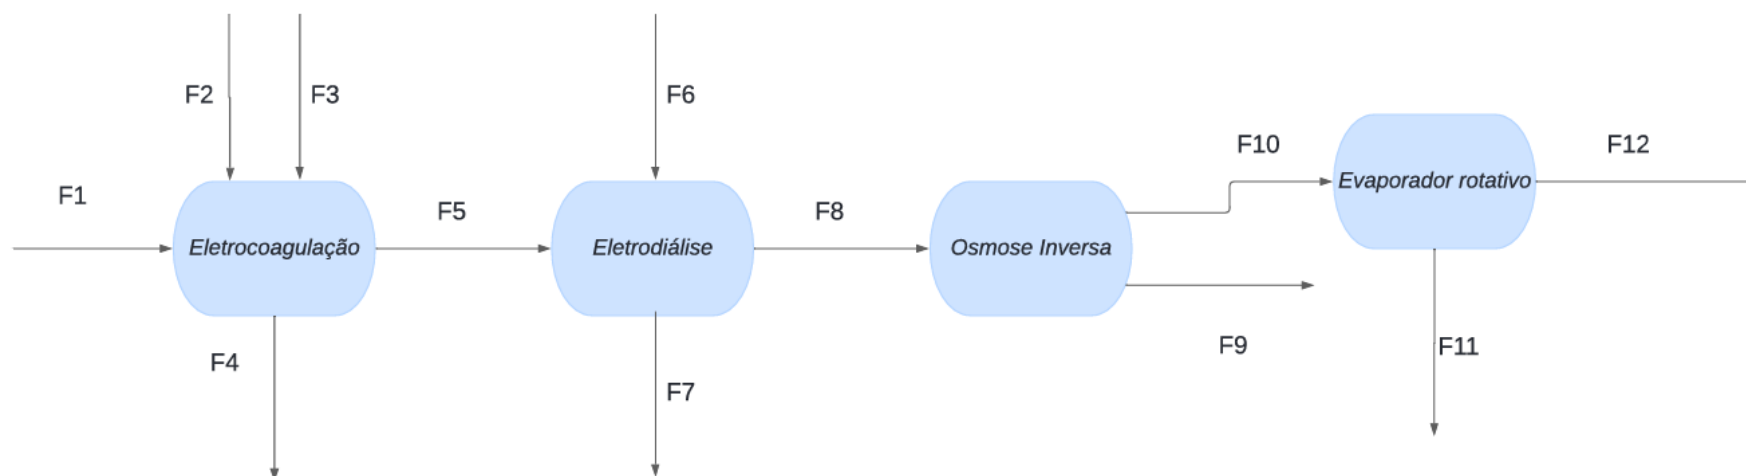 F2
F3
F6
F10
F12
F1
F5
F8
Evaporador rotativo
Eletrocoagulação
Eletrodiálise
Osmose Inversa
F4
F7
F9
F11